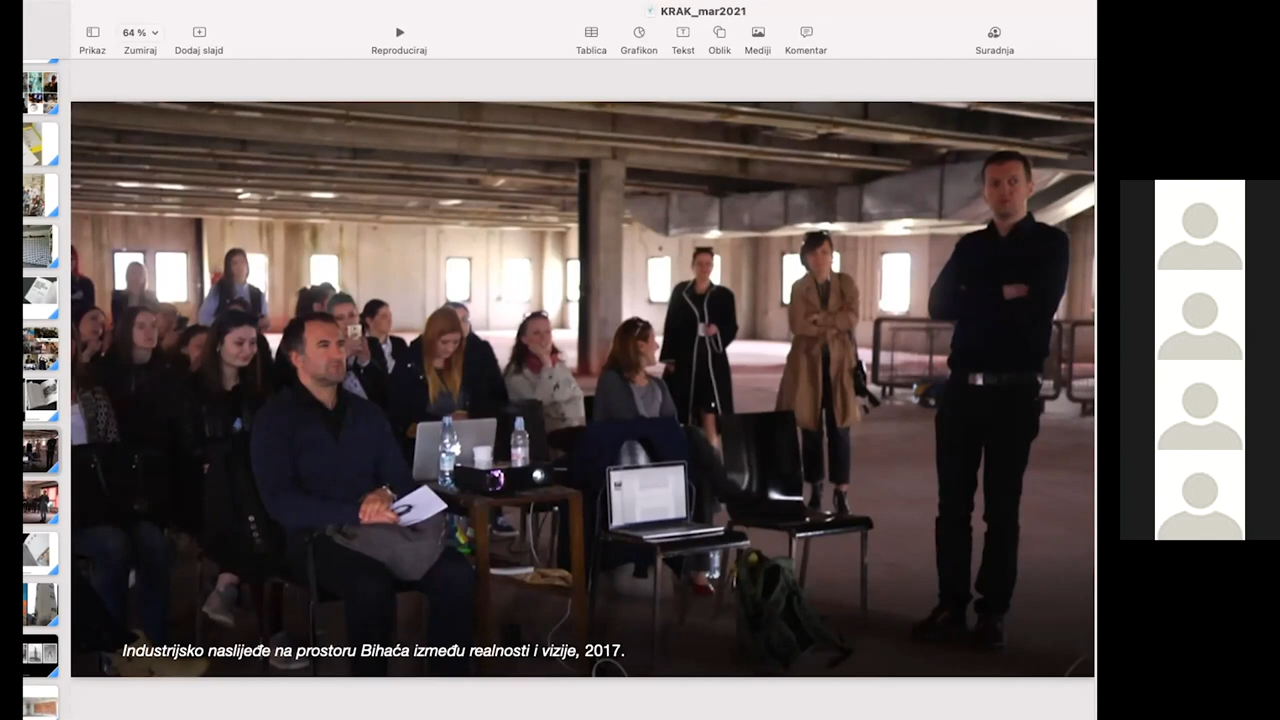 KRAK_mar2021
64 %
Prikaz
Zumiraj
Dodaj slajd
Reproduciraj
Tablica
Grafikon
Tekst
Oblik
Mediji
Komentar
Suradnja
Industrijsko naslijeđe na prostoru Bihaća između realnosti i vizije, 2017.